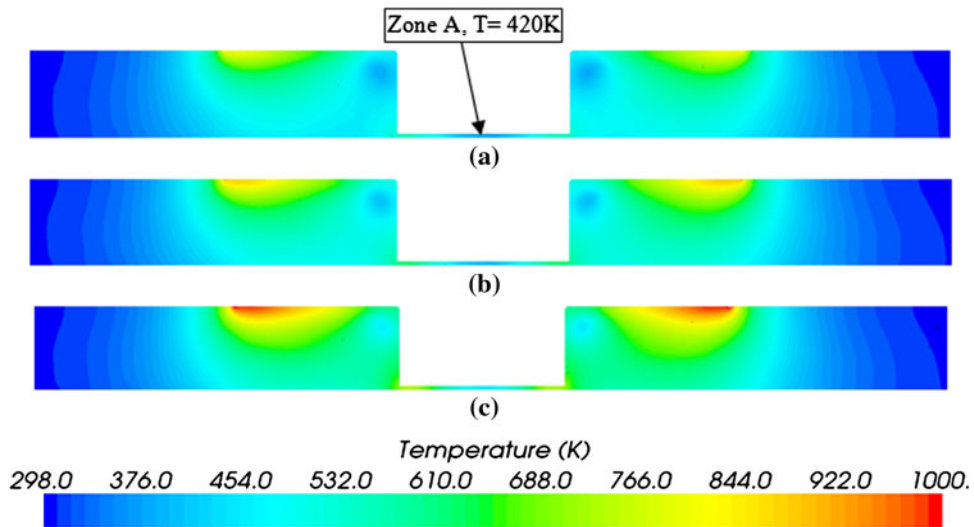 Zone A, T= 420K
(a)
(b)
(c)
Temperature (K)
298.0 376.0 454.0 532.0 610.0 688.0 766.0 844.0 922.0 1000.